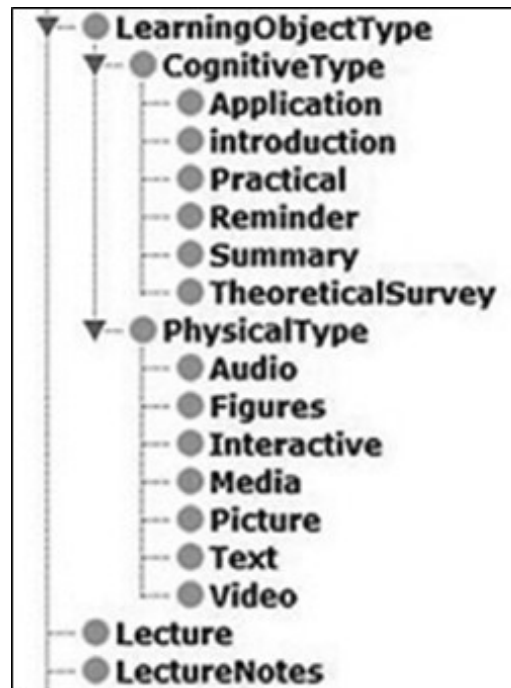 LearningObjectType
CognitiveType
Application
introduction
Practical
Reminder
Summary
TheoreticalSurvey
PhysicalType
Audio
Figures
Interactive
Media
Picture
Text
Video
Lecture
LectureNotes